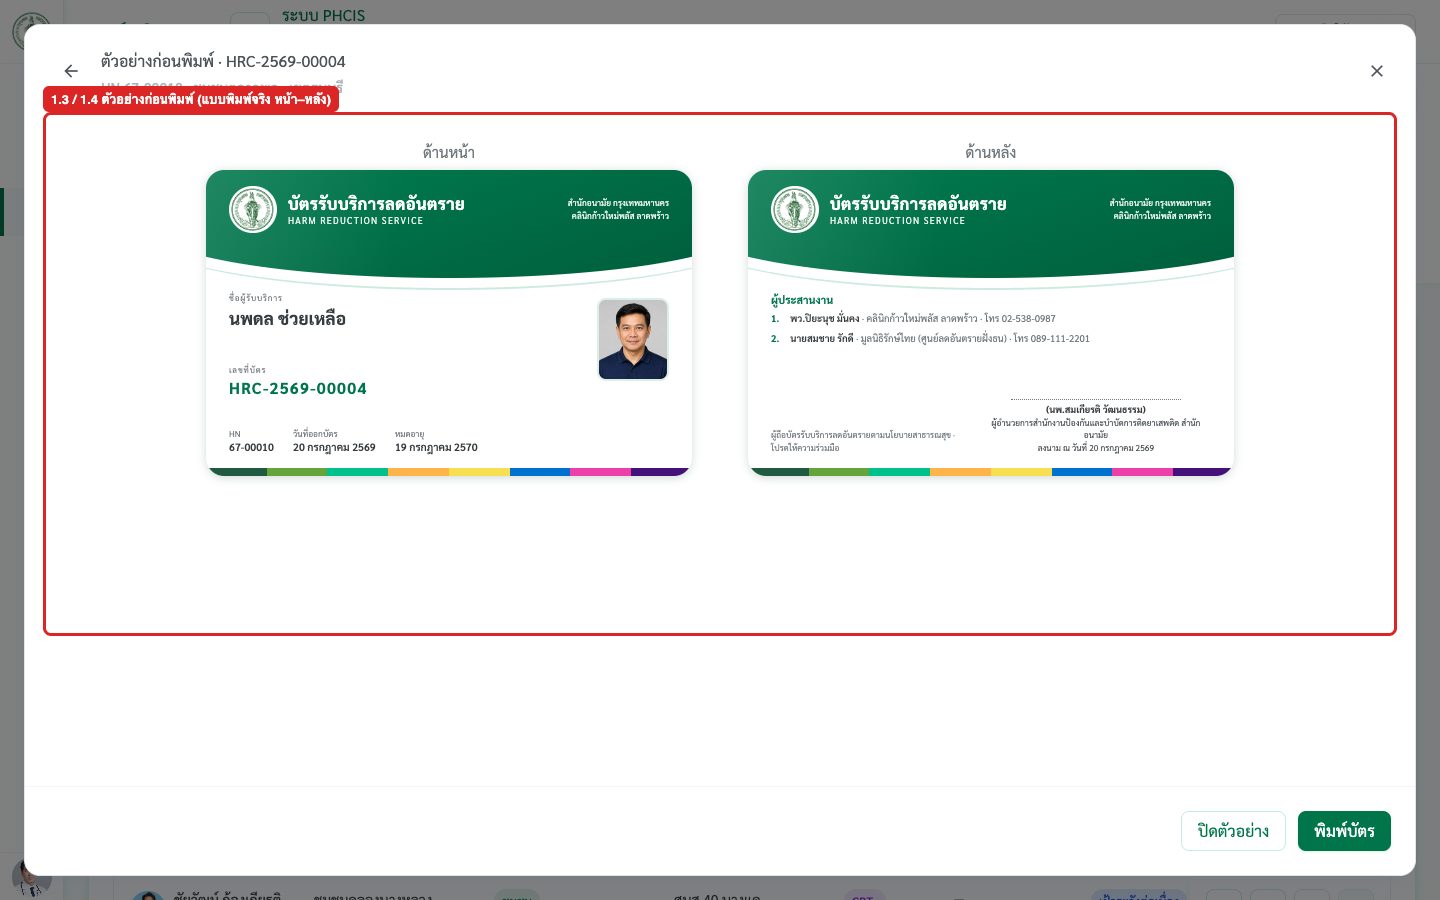 ระบบ PHCIS
ตัวอย่างก่อนพิมพ์ · HRC-2569-00004
1.3 / 1.4 ตัวอย่างก่อนพิมพ์ (แบบพิมพ์จริง หน้า–หลัง)
ด้านหน้า
บัตรรับบริการลดอันตราย
HARM REDUCTION SERVICE
สำนักอนามัย กรุงเทพมหานคร
คลินิกก้าวใหม่พลัส ลาดพร้าว
ชื่อผู้รับบริการ
นพดล ช่วยเหลือ
เลขที่บัตร
HRC-2569-00004
HN วันที่ออกบัตร หมดอายุ
67-00010 20 กรกฎาคม 2569 19 กรกฎาคม 2570
ด้านหลัง
บัตรรับบริการลดอันตราย
HARM REDUCTION SERVICE
สำนักอนามัย กรุงเทพมหานคร
คลินิกก้าวใหม่พลัส ลาดพร้าว
ผู้ประสานงาน
1. พว.ปิยะนุช มั่นคง · คลินิกก้าวใหม่พลัส ลาดพร้าว · โทร 02-538-0987
2. นายสมชาย รักดี · มูลนิธิรักษ์ไทย (ศูนย์ลดอันตรายฝั่งธน) · โทร 089-111-2201
ผู้ถือบัตรรับบริการลดอันตรายตามนโยบายสาธารณสุข ·
โปรดให้ความร่วมมือ
(นพ.สมเกียรติ วัฒนธรรม)
ผู้อำนวยการสำนักงานป้องกันและบำบัดการติดยาเสพติด สำนัก
อนามัย
ลงนาม ณ วันที่ 20 กรกฎาคม 2569
ปิดตัวอย่าง
พิมพ์บัตร